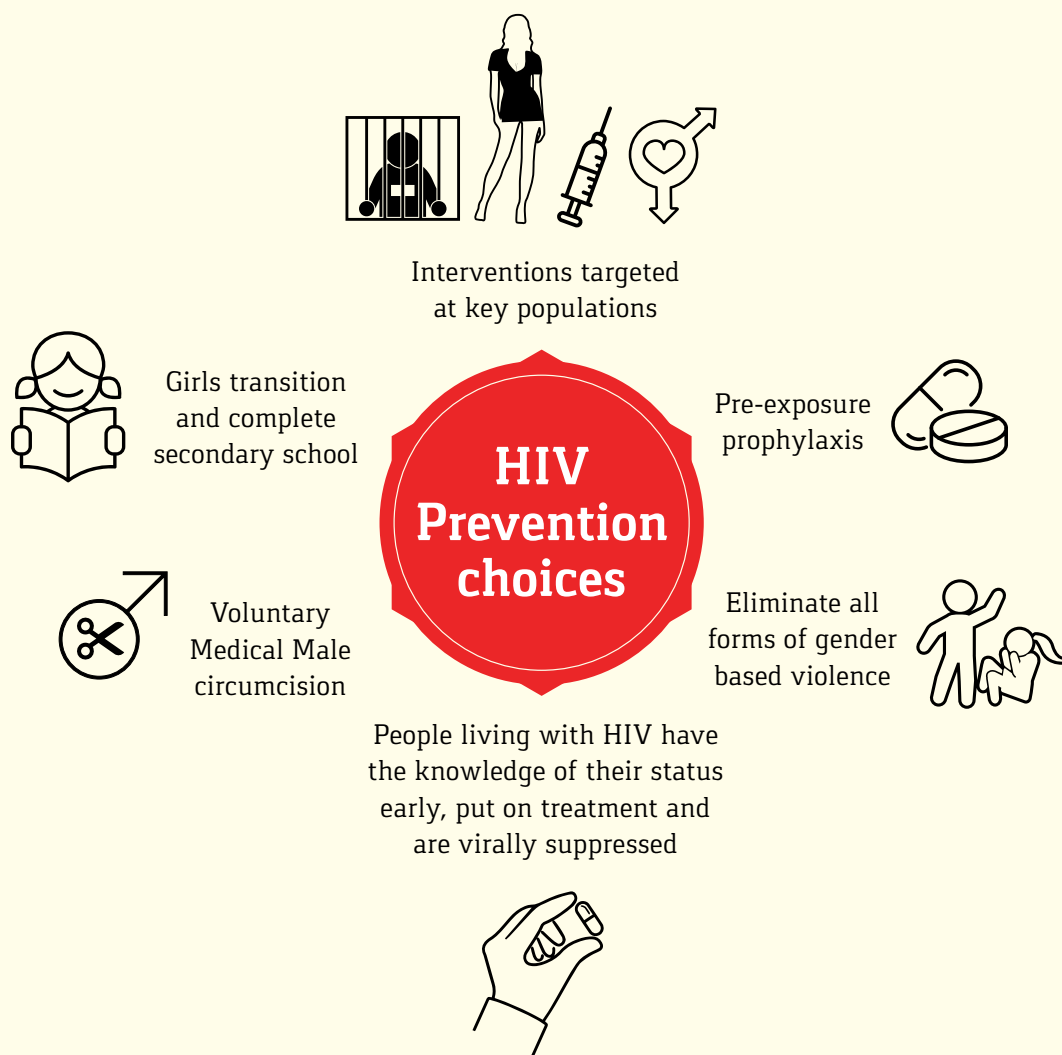 Interventions targeted
at key populations
Girls transition
and complete
secondary school
Pre-exposure
prophylaxis
HIV
Prevention
choices
Voluntary
Medical Male
circumcision
Eliminate all
forms of gender
based violence
People living with HIV have
the knowledge of their status
early, put on treatment and
are virally suppressed